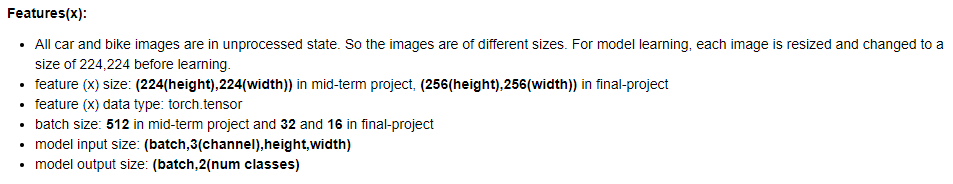 Features(x):
• All car and bike images are in unprocessed state. So the images are of different sizes. For model learning, each image is resized and changed to a
size of 224,224 before learning.
• feature (x) size: (224(height),224(width)) in mid-term project, (256(height),256(width)) in final-project
• feature (x) data type: torch.tensor
• batch size: 512 in mid-term project and 32 and 16 in final-project
• model input size: (batch,3(channel),height,width)
• model output size: (batch,2(num classes)